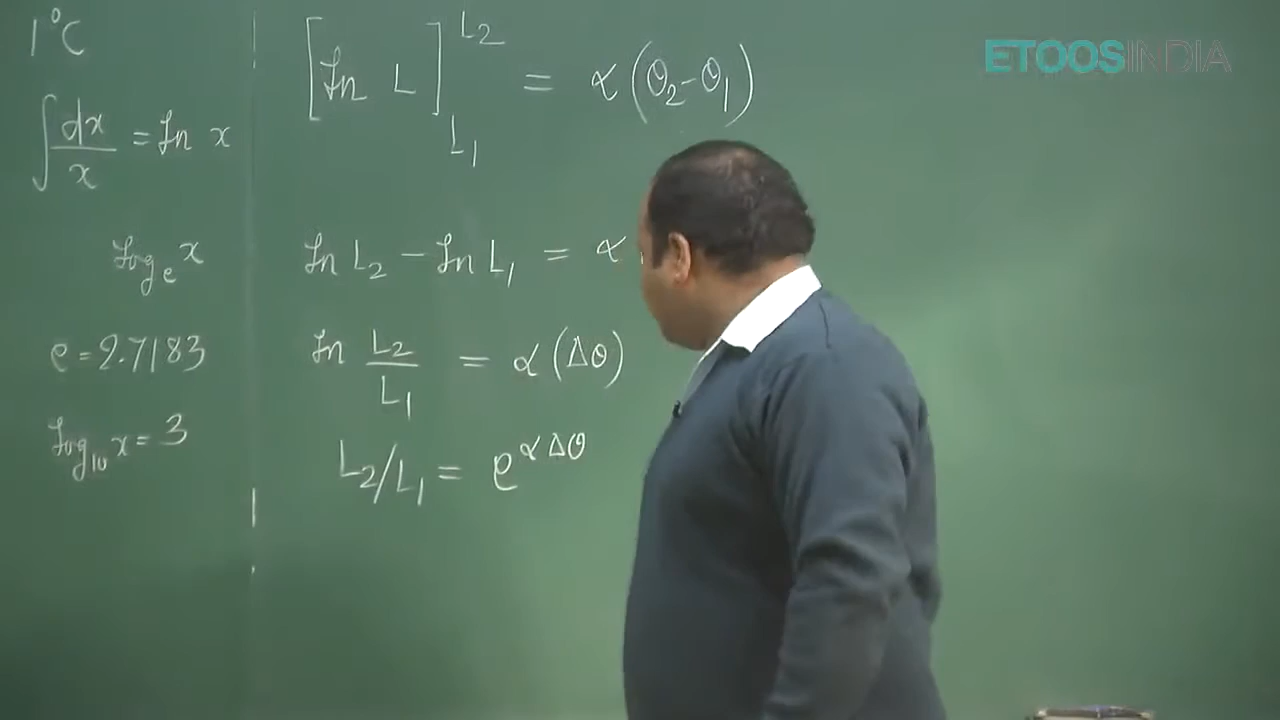 1°C
∫ dx/x = ln x
log_e x
e = 2.7183
log_10 x = 3
[ln L]_{L1}^{L2} = α(θ2 - θ1)
ln L2 - ln L1 = α
ln L2/L1 = α(Δθ)
L2/L1 = e^{αΔθ}
ETOOSINDIA